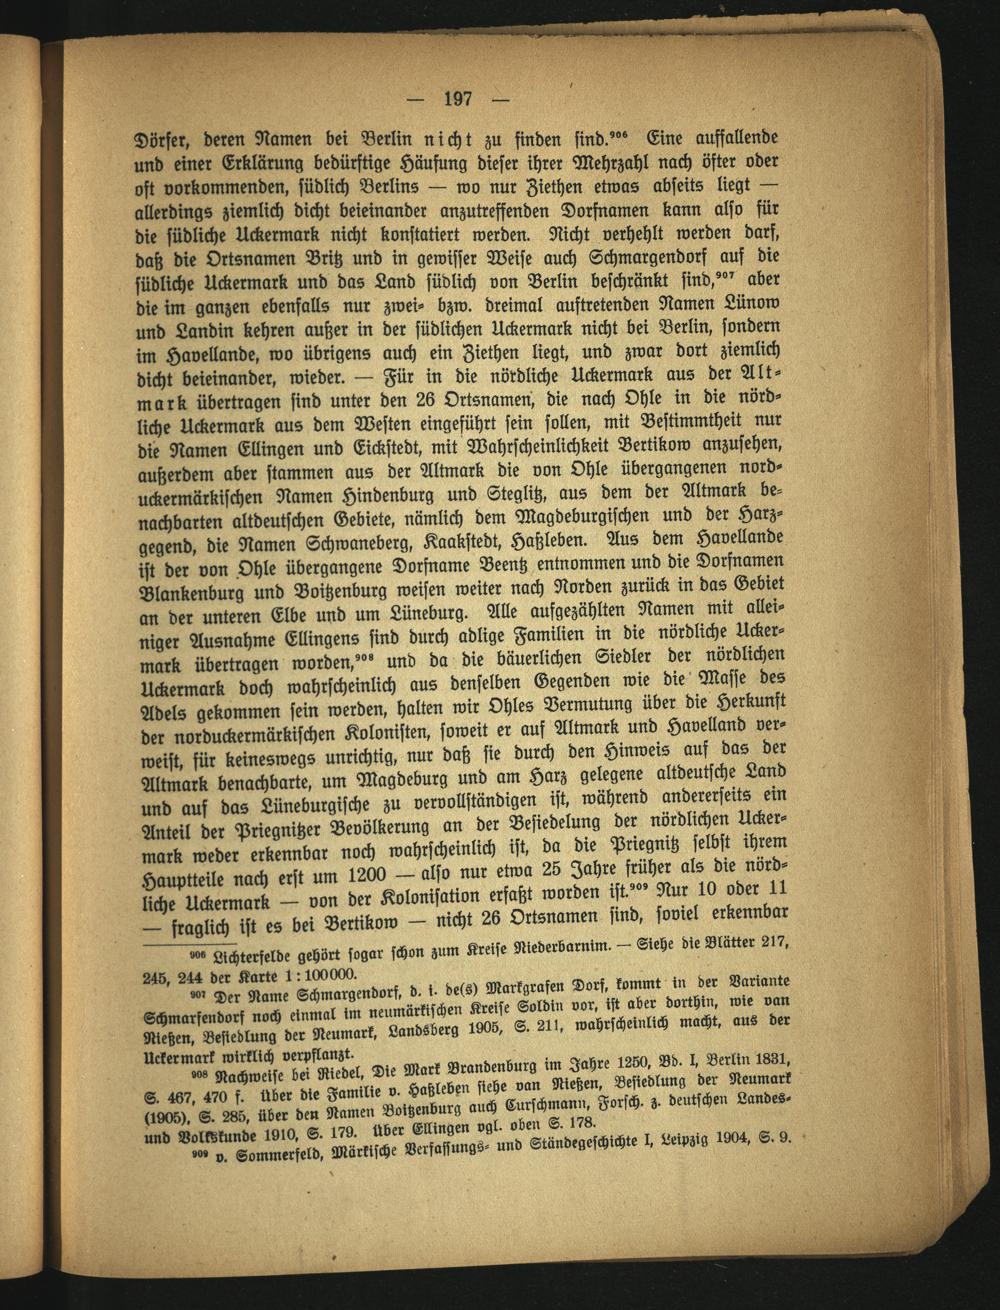 — 197 —
Dörfer, deren Namen bei Berlin nicht zu finden sind.⁹⁰⁶ Eine auffallende
und einer Erklärung bedürftige Häufung dieser ihrer Mehrzahl nach öfter oder
oft vorkommenden, südlich Berlins — wo nur Ziethen etwas abseits liegt —
allerdings ziemlich dicht beieinander anzutreffenden Dorfnamen kann also für
die südliche Uckermark nicht konstatiert werden. Nicht verhehlt werden darf,
daß die Ortsnamen Britz und in gewisser Weise auch Schmargendorf auf die
südliche Uckermark und das Land südlich von Berlin beschränkt sind,⁹⁰⁷ aber
die im ganzen ebenfalls nur zwei- bzw. dreimal auftretenden Namen Lünow
und Landin kehren außer in der südlichen Uckermark nicht bei Berlin, sondern
im Havellande, wo übrigens auch ein Ziethen liegt, und zwar dort ziemlich
dicht beieinander, wieder. — Für in die nördliche Uckermark aus der Alt-
mark übertragen sind unter den 26 Ortsnamen, die nach Ohle in die nörd-
liche Uckermark aus dem Westen eingeführt sein sollen, mit Bestimmtheit nur
die Namen Ellingen und Eickstedt, mit Wahrscheinlichkeit Bertikow anzusehen,
außerdem aber stammen aus der Altmark die von Ohle übergangenen nord-
uckermärkischen Namen Hindenburg und Steglitz, aus dem der Altmark be-
nachbarten altdeutschen Gebiete, nämlich dem Magdeburgischen und der Harz-
gegend, die Namen Schwaneberg, Kaakstedt, Haßleben. Aus dem Havellande
ist der von Ohle übergangene Dorfname Beentz entnommen und die Dorfnamen
Blankenburg und Boitzenburg weisen weiter nach Norden zurück in das Gebiet
an der unteren Elbe und um Lüneburg. Alle aufgezählten Namen mit allei-
niger Ausnahme Ellingens sind durch adlige Familien in die nördliche Ucker-
mark übertragen worden,⁹⁰⁸ und da die bäuerlichen Siedler der nördlichen
Uckermark doch wahrscheinlich aus denselben Gegenden wie die Masse des
Adels gekommen sein werden, halten wir Ohles Vermutung über die Herkunft
der norduckermärkischen Kolonisten, soweit er auf Altmark und Havelland ver-
weist, für keineswegs unrichtig, nur daß sie durch den Hinweis auf das der
Altmark benachbarte, um Magdeburg und am Harz gelegene altdeutsche Land
und auf das Lüneburgische zu vervollständigen ist, während andererseits ein
Anteil der Priegnitzer Bevölkerung an der Besiedelung der nördlichen Ucker-
mark weder erkennbar noch wahrscheinlich ist, da die Priegnitz selbst ihrem
Hauptteile nach erst um 1200 — also nur etwa 25 Jahre früher als die nörd-
liche Uckermark — von der Kolonisation erfaßt worden ist.⁹⁰⁹ Nur 10 oder 11
— fraglich ist es bei Bertikow — nicht 26 Ortsnamen sind, soviel erkennbar
⁹⁰⁶ Lichterfelde gehört sogar schon zum Kreise Niederbarnim. — Siehe die Blätter 217,
245, 244 der Karte 1 : 100 000.
⁹⁰⁷ Der Name Schmargendorf, d. i. de(s) Markgrafen Dorf, kommt in der Variante
Schmarfendorf noch einmal im neumärkischen Kreise Soldin vor, ist aber dorthin, wie van
Nießen, Besiedlung der Neumark, Landsberg 1905, S. 211, wahrscheinlich macht, aus der
Uckermark wirklich verpflanzt.
⁹⁰⁸ Nachweise bei Riedel, Die Mark Brandenburg im Jahre 1250, Bd. I, Berlin 1831,
S. 467, 470 f. Über die Familie v. Haßleben siehe van Nießen, Besiedlung der Neumark
(1905), S. 285, über den Namen Boitzenburg auch Curschmann, Forsch. z. deutschen Landes-
und Volkskunde 1910, S. 179. Über Ellingen vgl. oben S. 178.
⁹⁰⁹ v. Sommerfeld, Märkische Verfassungs- und Ständegeschichte I, Leipzig 1904, S. 9.